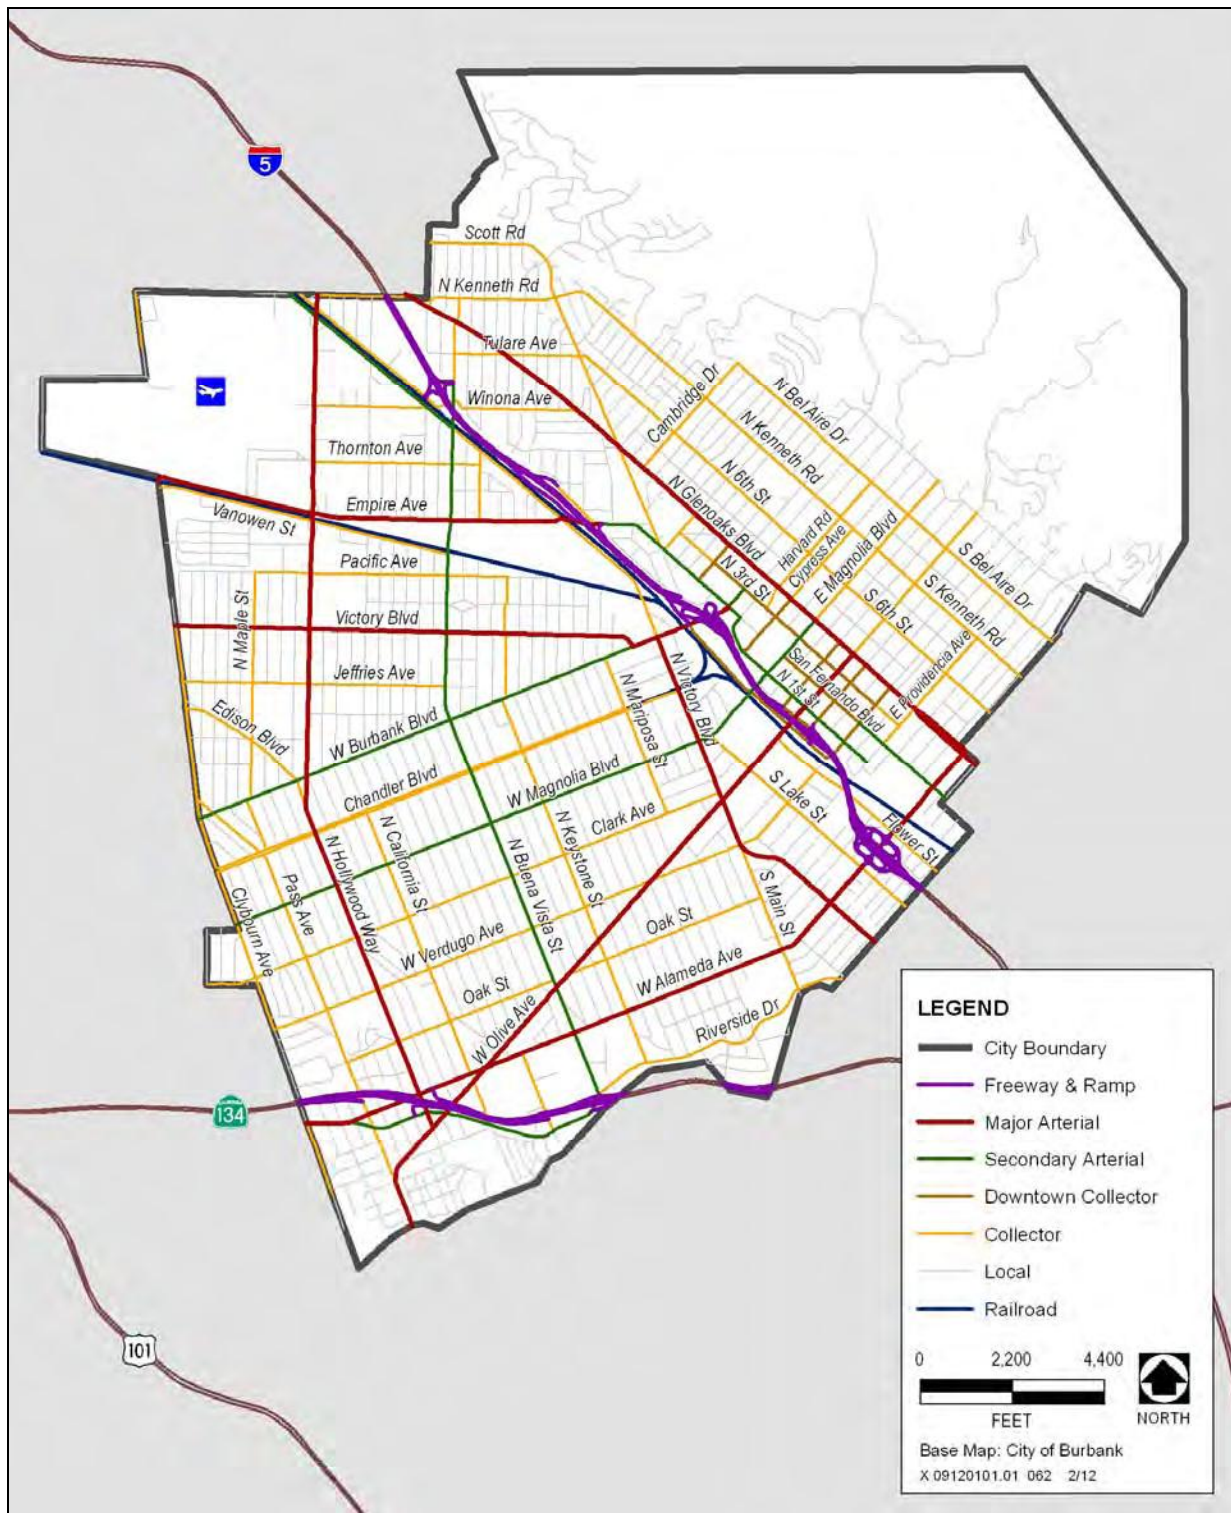 5
Scott Rd
N Kenneth Rd
Tulare Ave
Winona Ave
Cambridge Dr
N Bel Aire Dr
N Kenneth Rd
Thornton Ave
N 6th St
Empire Ave
N Glenoaks Blvd
Vanowen St
Harvard Rd
Cypress Ave
E Magnolia Blvd
N 3rd St
S Bel Aire Dr
Pacific Ave
S Kenneth Rd
S 6th St
N Maple St
Victory Blvd
San Fernando Blvd
N 1st St
E Providencia Ave
Jeffries Ave
N Victory Blvd
N Mariposa St
Edison Blvd
W Burbank Blvd
Chandler Blvd
W Magnolia Blvd
S Lake St
Flower St
Clark Ave
N Keystone St
N Buena Vista St
N California St
N Hollywood Way
Pass Ave
Clybourn Ave
S Main St
Oak St
W Verdugo Ave
W Alameda Ave
Oak St
W Olive Ave
Riverside Dr
134
101
LEGEND
City Boundary
Freeway & Ramp
Major Arterial
Secondary Arterial
Downtown Collector
Collector
Local
Railroad
0 2,200 4,400
FEET
NORTH
Base Map: City of Burbank
X 09120101.01 062 2/12